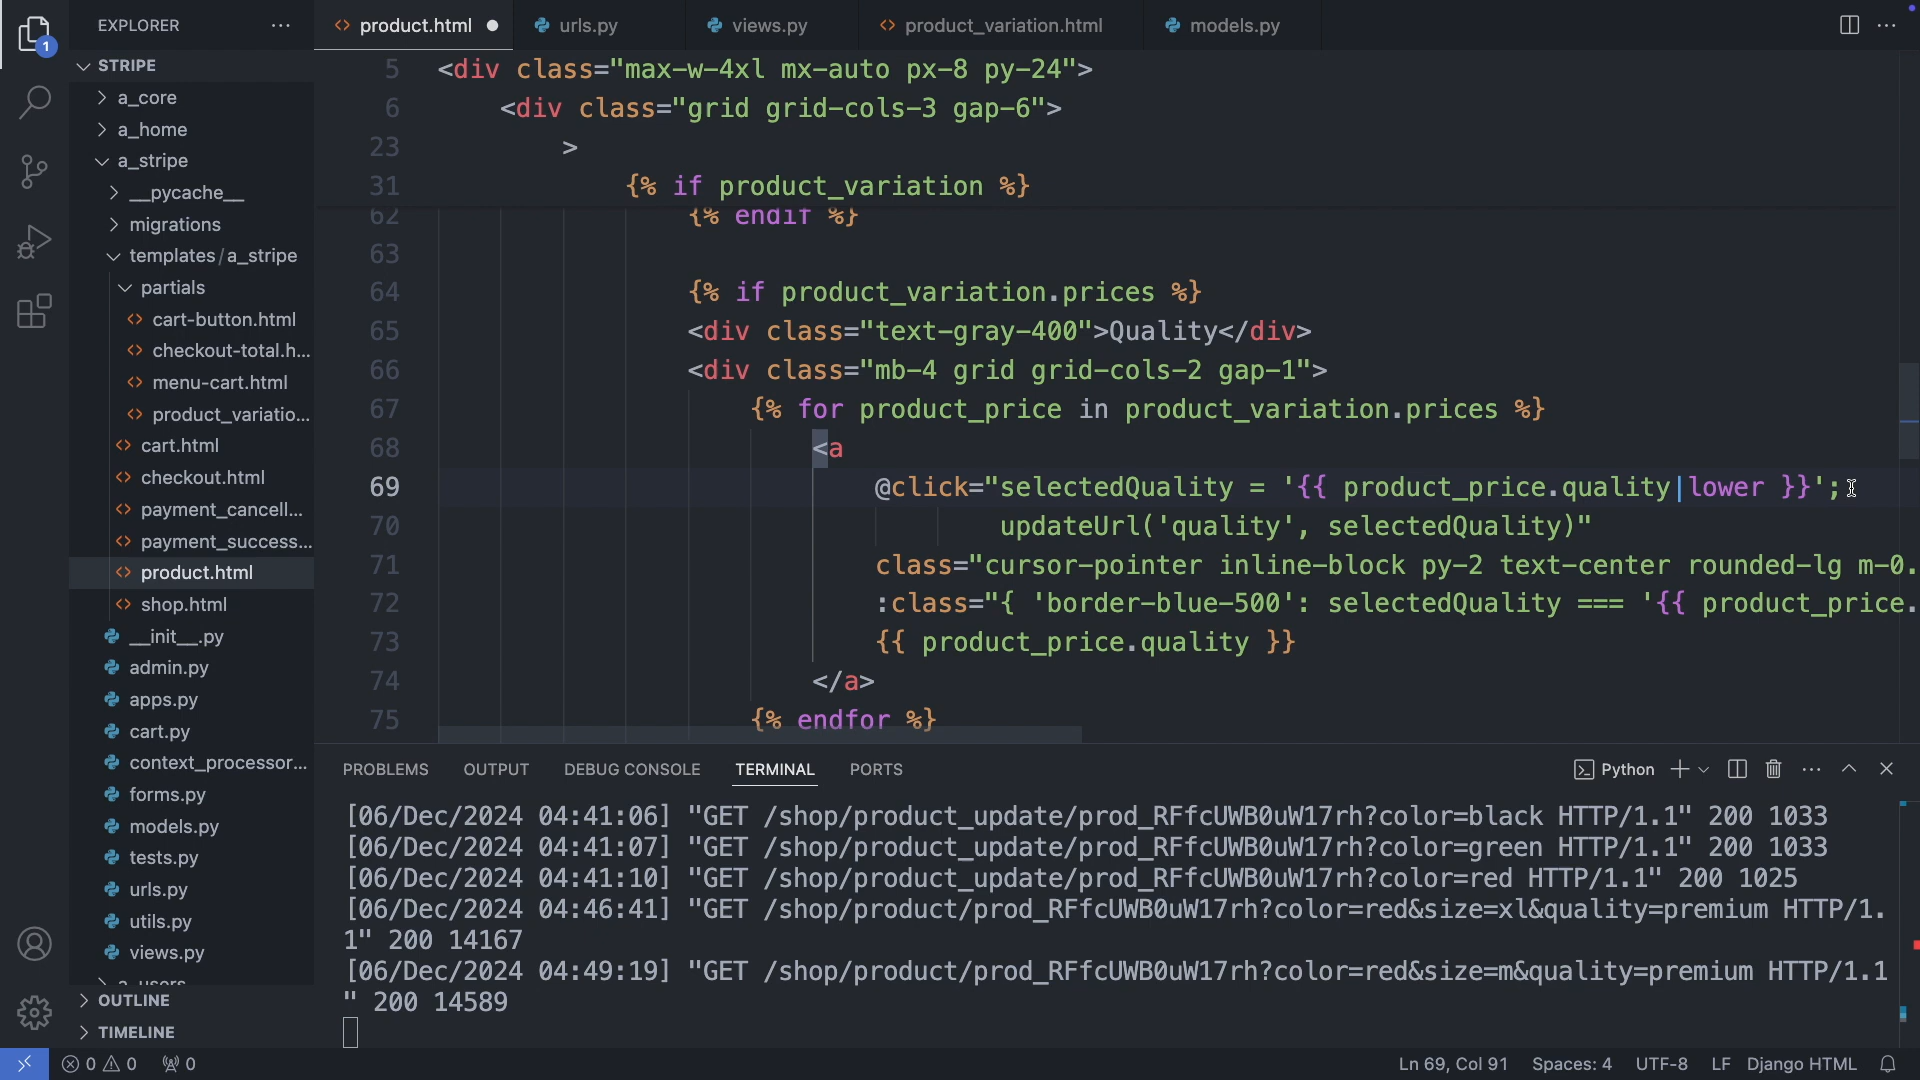 EXPLORER
product.html
urls.py
views.py
product_variation.html
models.py
STRIPE
a_core
a_home
a_stripe
__pycache__
migrations
templates/a_stripe
partials
cart-button.html
checkout-total.h...
menu-cart.html
product_variatio...
cart.html
checkout.html
payment_cancell...
payment_success...
product.html
shop.html
__init__.py
admin.py
apps.py
cart.py
context_processor...
forms.py
models.py
tests.py
urls.py
utils.py
views.py
a_users
OUTLINE
TIMELINE
5 <div class="max-w-4xl mx-auto px-8 py-24">
6 <div class="grid grid-cols-3 gap-6">
23 >
31 {% if product_variation %}
62 {% endif %}
63
64 {% if product_variation.prices %}
65 <div class="text-gray-400">Quality</div>
66 <div class="mb-4 grid grid-cols-2 gap-1">
67 {% for product_price in product_variation.prices %}
68 <a
69 @click="selectedQuality = '{{ product_price.quality|lower }}';
70 updateUrl('quality', selectedQuality)"
71 class="cursor-pointer inline-block py-2 text-center rounded-lg m-0.
72 :class="{ 'border-blue-500': selectedQuality === '{{ product_price.
73 {{ product_price.quality }}
74 </a>
75 {% endfor %}
PROBLEMS OUTPUT DEBUG CONSOLE TERMINAL PORTS Python
[06/Dec/2024 04:41:06] "GET /shop/product_update/prod_RFfcUWB0uW17rh?color=black HTTP/1.1" 200 1033
[06/Dec/2024 04:41:07] "GET /shop/product_update/prod_RFfcUWB0uW17rh?color=green HTTP/1.1" 200 1033
[06/Dec/2024 04:41:10] "GET /shop/product_update/prod_RFfcUWB0uW17rh?color=red HTTP/1.1" 200 1025
[06/Dec/2024 04:46:41] "GET /shop/product/prod_RFfcUWB0uW17rh?color=red&size=xl&quality=premium HTTP/1.
1" 200 14167
[06/Dec/2024 04:49:19] "GET /shop/product/prod_RFfcUWB0uW17rh?color=red&size=m&quality=premium HTTP/1.1
" 200 14589
1
0 0 0
Ln 69, Col 91 Spaces: 4 UTF-8 LF Django HTML